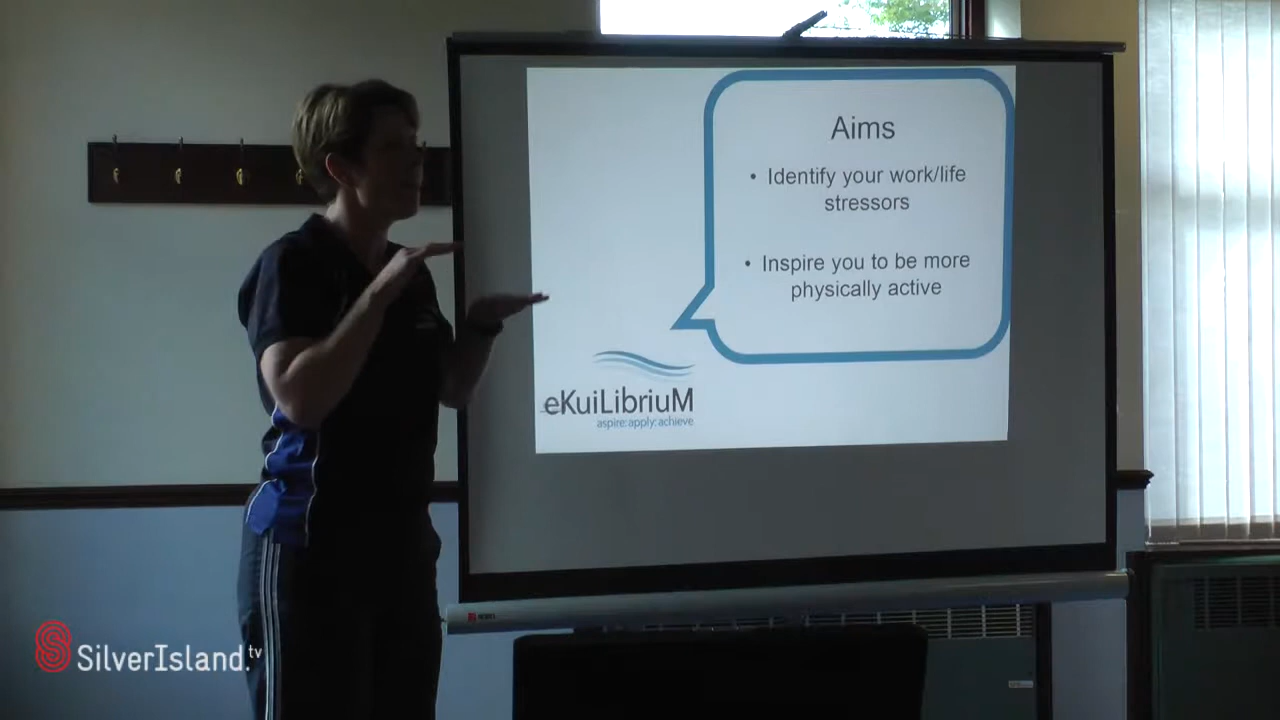 Aims
• Identify your work/life
stressors
• Inspire you to be more
physically active
eKuiLibriuM
aspire:apply:achieve
SilverIsland.tv